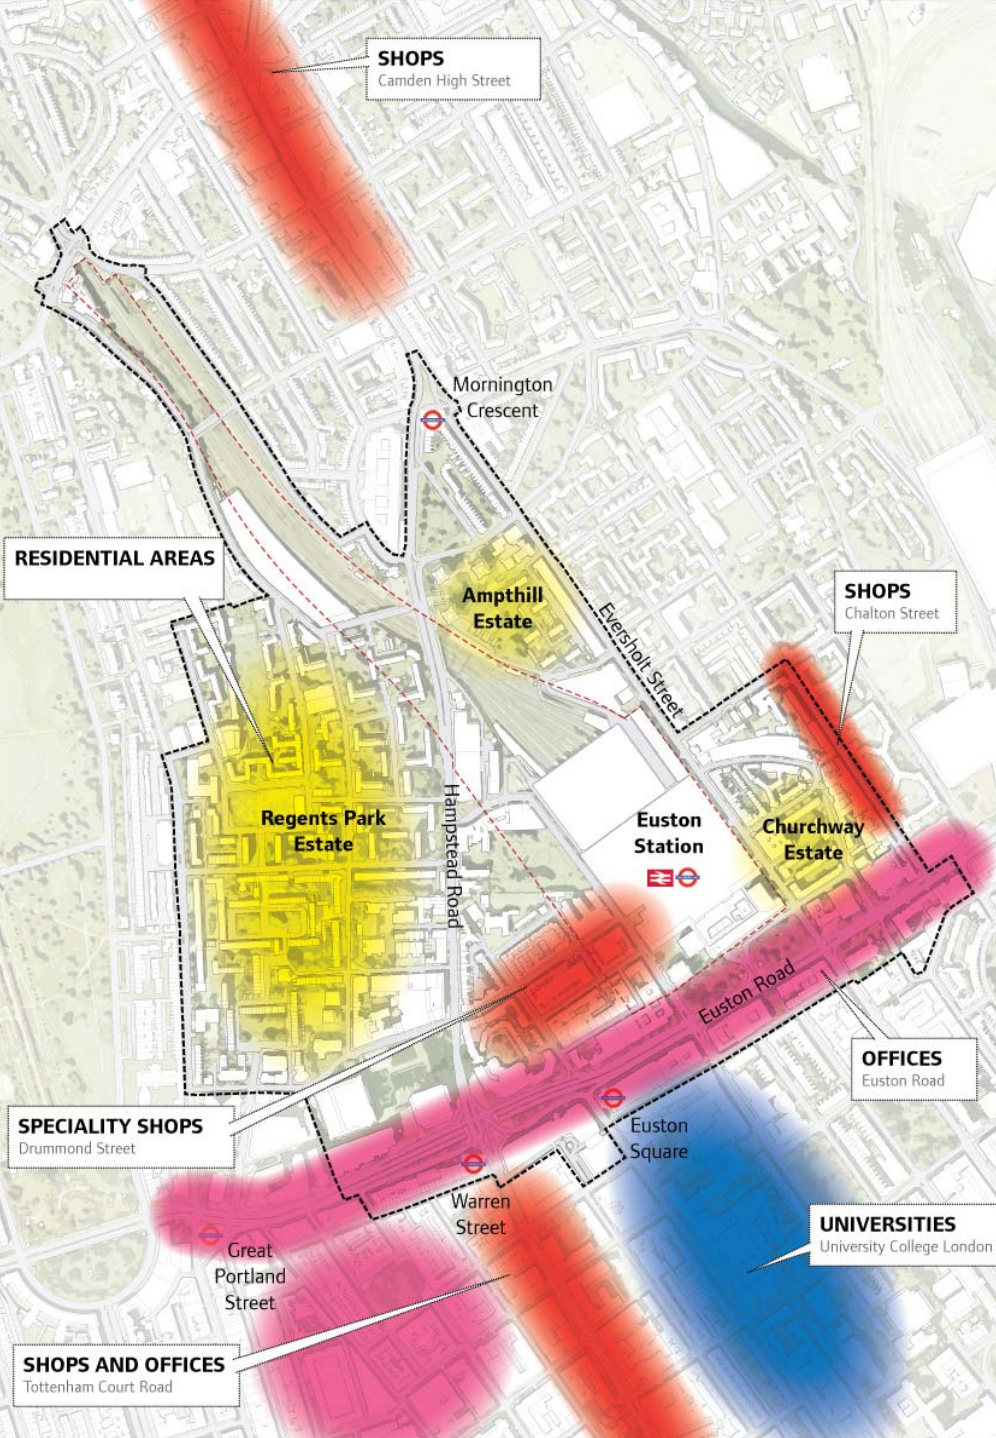 SHOPS
Camden High Street
Mornington
Crescent
RESIDENTIAL AREAS
Ampthill
Estate
SHOPS
Chalton Street
Eversholt Street
Regents Park
Estate
Hampstead Road
Euston
Station
Churchway
Estate
Euston Road
OFFICES
Euston Road
SPECIALITY SHOPS
Drummond Street
Euston
Square
Warren
Street
UNIVERSITIES
University College London
Great
Portland
Street
SHOPS AND OFFICES
Tottenham Court Road